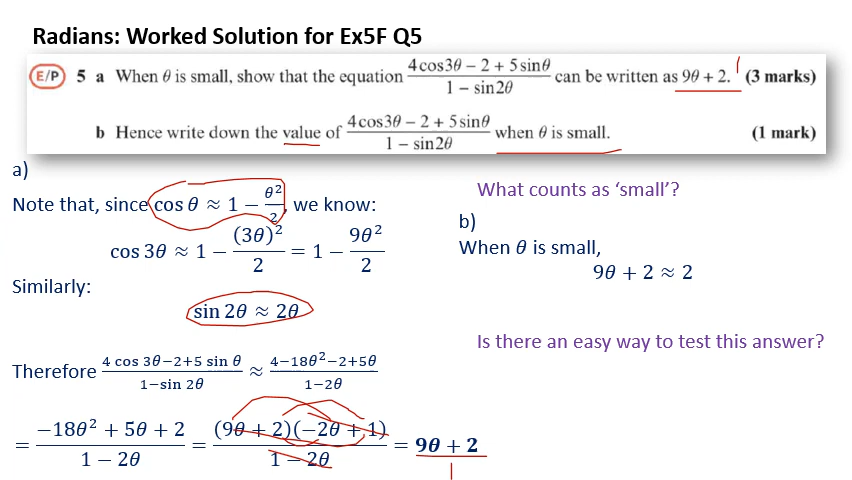 Radians: Worked Solution for Ex5F Q5
E/P 5 a When θ is small, show that the equation (4cos3θ − 2 + 5sinθ)/(1 − sin2θ) can be written as 9θ + 2. (3 marks)
b Hence write down the value of (4cos3θ − 2 + 5sinθ)/(1 − sin2θ) when θ is small. (1 mark)
a)
Note that, since cos θ ≈ 1 − θ²/2, we know:
cos 3θ ≈ 1 − (3θ)²/2 = 1 − 9θ²/2
Similarly:
sin 2θ ≈ 2θ
Therefore (4 cos 3θ−2+5 sin θ)/(1−sin 2θ) ≈ (4−18θ²−2+5θ)/(1−2θ)
= (−18θ² + 5θ + 2)/(1 − 2θ) = (9θ + 2)(−2θ + 1)/(1 − 2θ) = 9θ + 2
What counts as ‘small’?
b)
When θ is small,
9θ + 2 ≈ 2
Is there an easy way to test this answer?